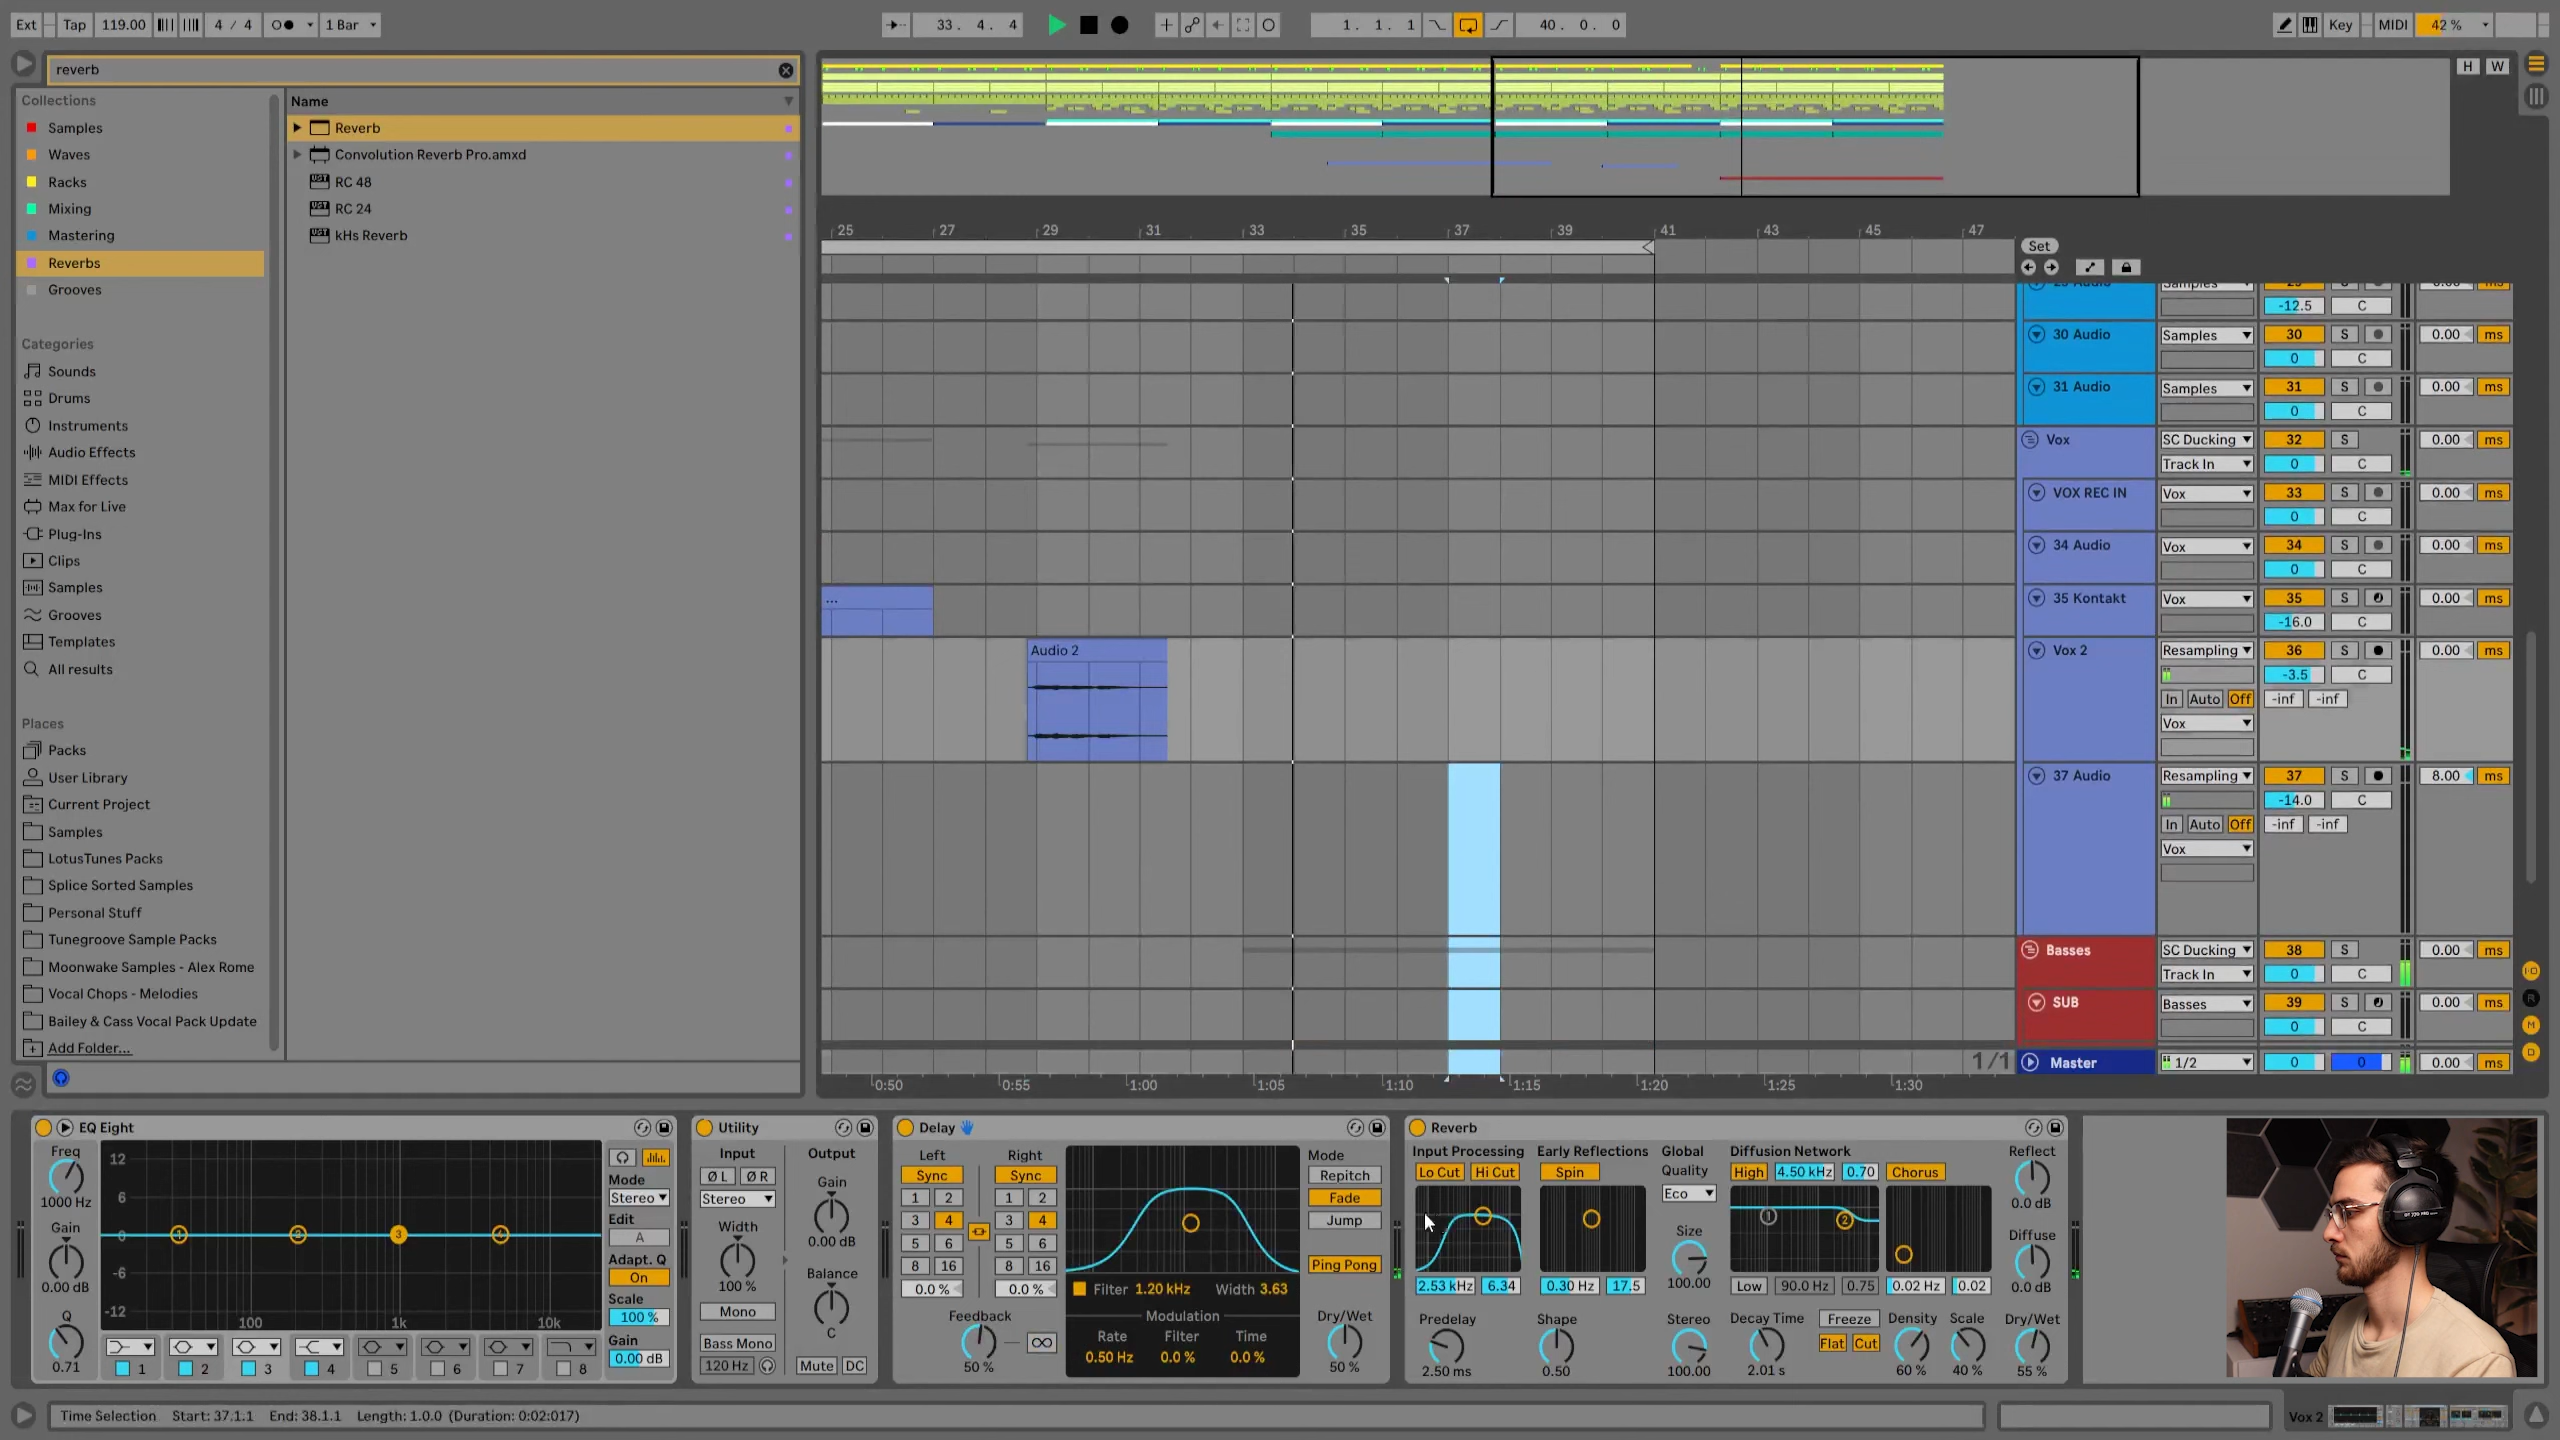 Ext Tap 119.00 4 / 4 1 Bar 33. 4. 4 1. 1. 1 40. 0. 0 Key MIDI 42 %
reverb
H W
Collections
Samples
Waves
Racks
Mixing
Mastering
Reverbs
Grooves
Categories
Sounds
Drums
Instruments
Audio Effects
MIDI Effects
Max for Live
Plug-Ins
Clips
Samples
Grooves
Templates
All results
Places
Packs
User Library
Current Project
Samples
LotusTunes Packs
Splice Sorted Samples
Personal Stuff
Tunegroove Sample Packs
Moonwake Samples - Alex Rome
Vocal Chops - Melodies
Bailey & Cass Vocal Pack Update
Add Folder...
Name
Reverb
Convolution Reverb Pro.amxd
RC 48
RC 24
kHs Reverb
25 27 29 31 33 35 37 39 41 43 45 47
Set
-12.5 C
30 Audio Samples 30 S 0.00 ms
0 C
31 Audio Samples 31 S 0.00 ms
0 C
Vox SC Ducking 32 S 0.00 ms
Track In 0 C
VOX REC IN Vox 33 S 0.00 ms
0 C
34 Audio Vox 34 S 0.00 ms
0 C
... 35 Kontakt Vox 35 S 0.00 ms
-16.0 C
Audio 2 Vox 2 Resampling 36 S 0.00 ms
-3.5 C
In Auto Off -inf -inf
Vox
37 Audio Resampling 37 S 8.00 ms
-14.0 C
In Auto Off -inf -inf
Vox
Basses SC Ducking 38 S 0.00 ms
Track In 0 C
SUB Basses 39 S 0.00 ms
0 C
1/1 Master 1/2 0 0 0.00 ms
0:50 0:55 1:00 1:05 1:10 1:15 1:20 1:25 1:30
EQ Eight
Freq
1000 Hz
Gain
0.00 dB
Q
0.71
12
6
0
-6
-12
100 1k 10k
1 2 3 4 5 6 7 8
Mode
Stereo
Edit
A
Adapt. Q
On
Scale
100 %
Gain
0.00 dB
Utility
Input
Ø L Ø R
Stereo
Width
100 %
Mono
Bass Mono
120 Hz
Output
Gain
0.00 dB
Balance
C
Mute DC
Delay
Left Right
Sync Sync
1 2 1 2
3 4 3 4
5 6 5 6
8 16 8 16
0.0 % 0.0 %
Feedback
50 %
Filter 1.20 kHz Width 3.63
Modulation
Rate Filter Time
0.50 Hz 0.0 % 0.0 %
Mode
Repitch
Fade
Jump
Ping Pong
Dry/Wet
50 %
Reverb
Input Processing
Lo Cut Hi Cut
2.53 kHz 6.34
Predelay
2.50 ms
Early Reflections
Spin
0.30 Hz 17.5
Shape
0.50
Global
Quality
Eco
Size
100.00
Stereo
100.00
Diffusion Network
High 4.50 kHz 0.70 Chorus
1 2
Low 90.0 Hz 0.75 0.02 Hz 0.02
Decay Time
2.01 s
Freeze
Flat Cut
Density
60 %
Scale
40 %
Reflect
0.0 dB
Diffuse
0.0 dB
Dry/Wet
55 %
Time Selection Start: 37.1.1 End: 38.1.1 Length: 1.0.0 (Duration: 0:02:017)
Vox 2